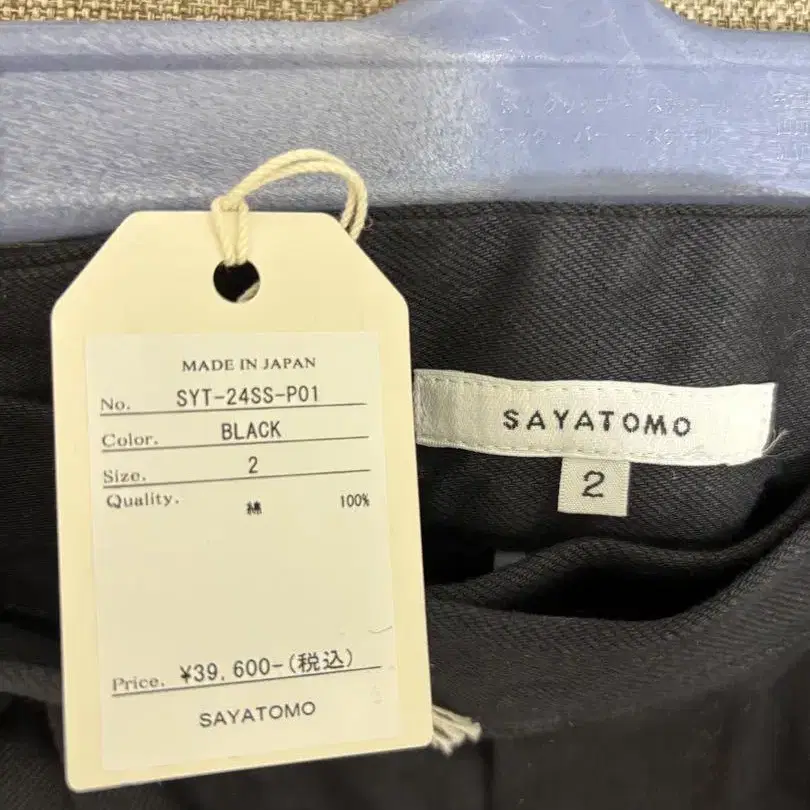 MADE IN JAPAN
No. SYT-24SS-P01
Color. BLACK
Size. 2
Quality. 綿 100%
Price. ¥39,600-(税込)
SAYATOMO
SAYATOMO
2